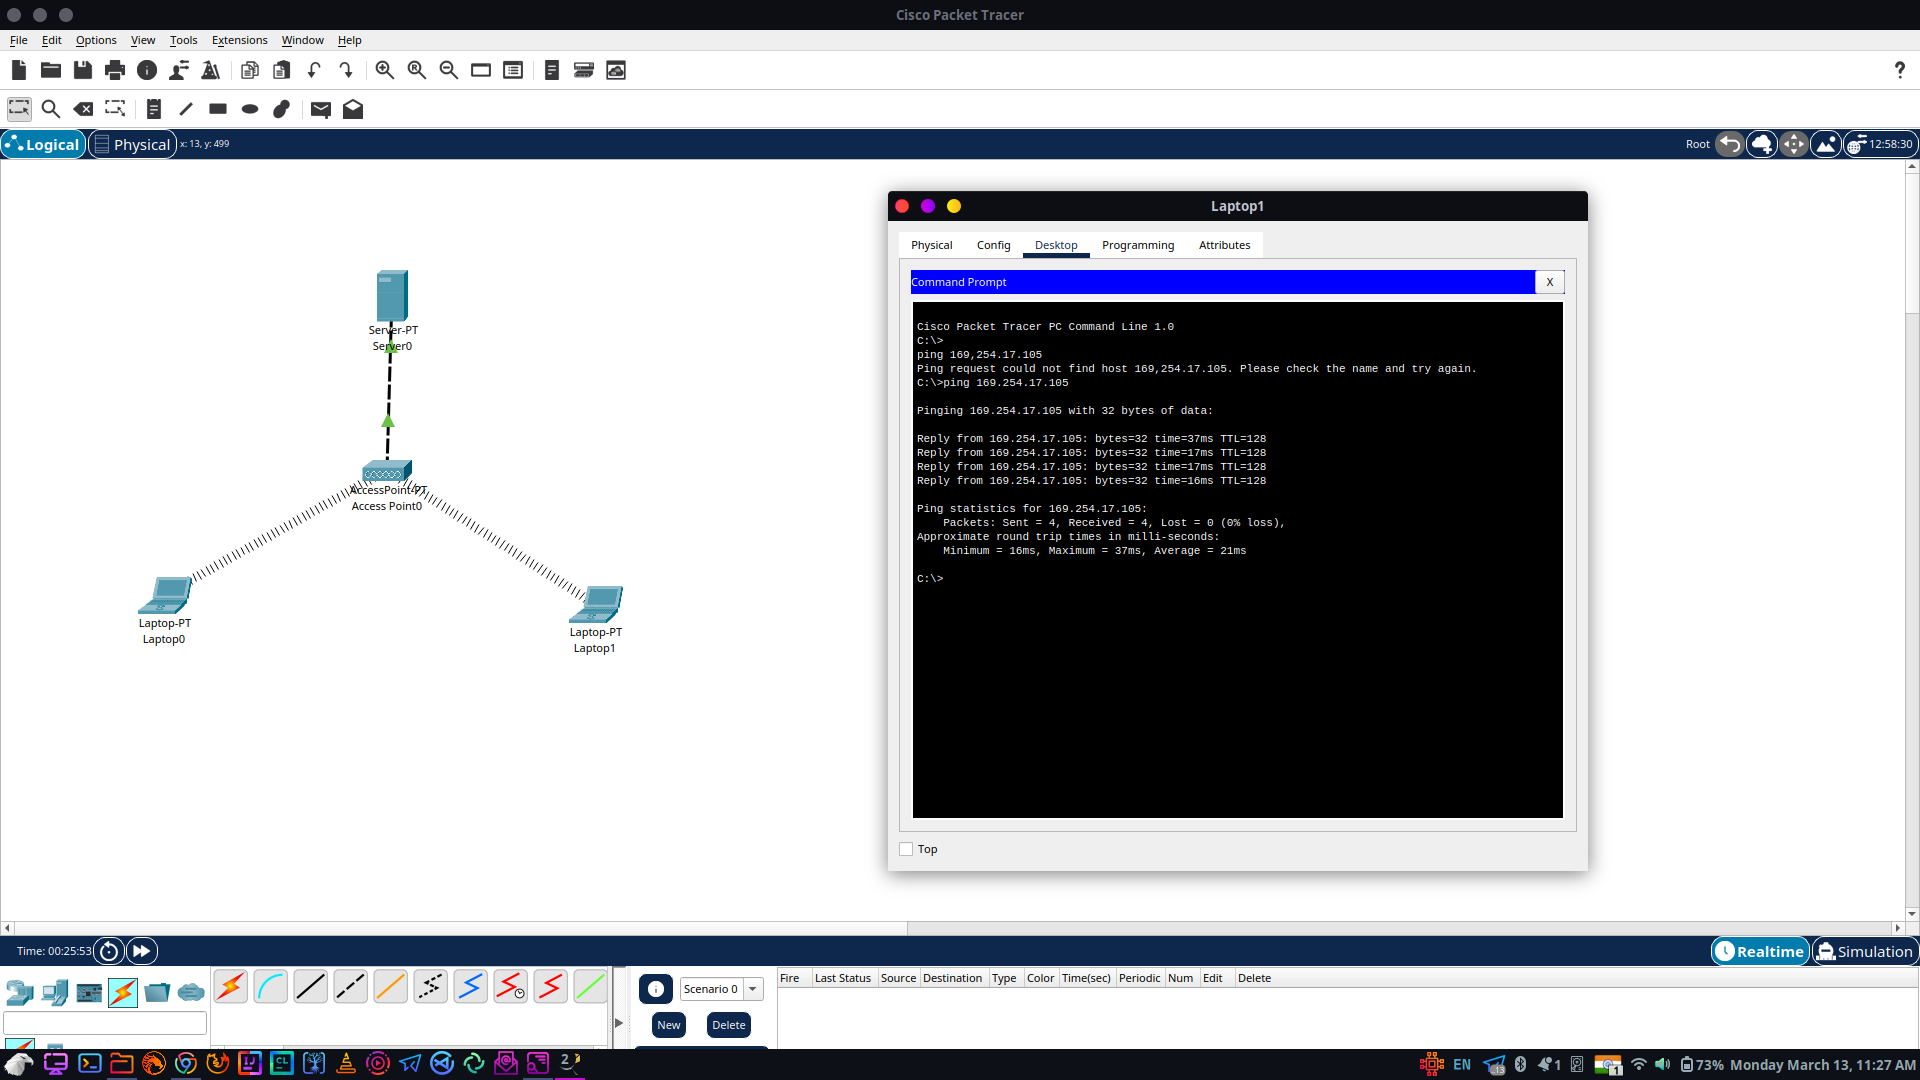 Cisco Packet Tracer
File Edit Options View Tools Extensions Window Help
Logical Physical x: 13, y: 499
Root 12:58:30
Server-PT
Server0
AccessPoint-PT
Access Point0
Laptop-PT
Laptop0
Laptop-PT
Laptop1
Laptop1
Physical Config Desktop Programming Attributes
Command Prompt X
Cisco Packet Tracer PC Command Line 1.0
C:\>
ping 169,254.17.105
Ping request could not find host 169,254.17.105. Please check the name and try again.
C:\>ping 169.254.17.105
Pinging 169.254.17.105 with 32 bytes of data:
Reply from 169.254.17.105: bytes=32 time=37ms TTL=128
Reply from 169.254.17.105: bytes=32 time=17ms TTL=128
Reply from 169.254.17.105: bytes=32 time=17ms TTL=128
Reply from 169.254.17.105: bytes=32 time=16ms TTL=128
Ping statistics for 169.254.17.105:
Packets: Sent = 4, Received = 4, Lost = 0 (0% loss),
Approximate round trip times in milli-seconds:
Minimum = 16ms, Maximum = 37ms, Average = 21ms
C:\>
Top
Time: 00:25:53
Realtime Simulation
Scenario 0
New Delete
Fire Last Status Source Destination Type Color Time(sec) Periodic Num Edit Delete
EN 13 1 1 73% Monday March 13, 11:27 AM